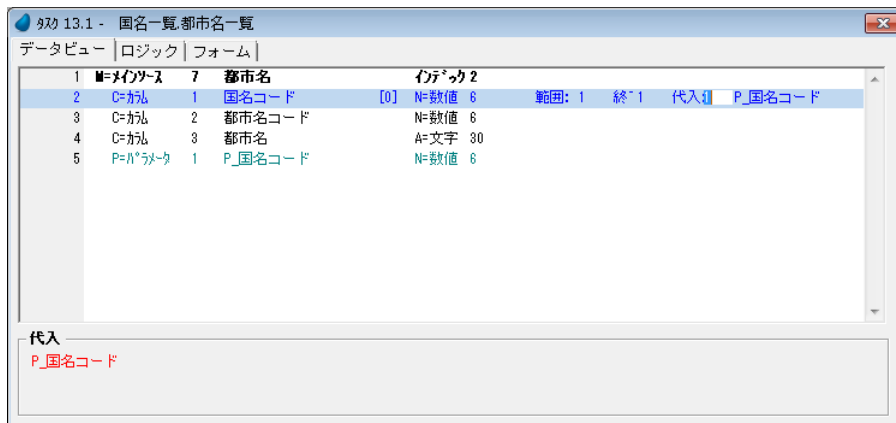 ﾀｽｸ 13.1 - 国名一覧.都市名一覧
データビュー ロジック フォーム
1 M=ﾒｲﾝｿｰｽ 7 都市名 ｲﾝﾃﾞｯｸ 2
2 C=ｶﾗﾑ 1 国名コード [0] N=数値 6 範囲: 1 終~1 代入:1 P_国名コード
3 C=ｶﾗﾑ 2 都市名コード N=数値 6
4 C=ｶﾗﾑ 3 都市名 A=文字 30
5 P=ﾊﾟﾗﾒｰﾀ 1 P_国名コード N=数値 6
代入
P_国名コード